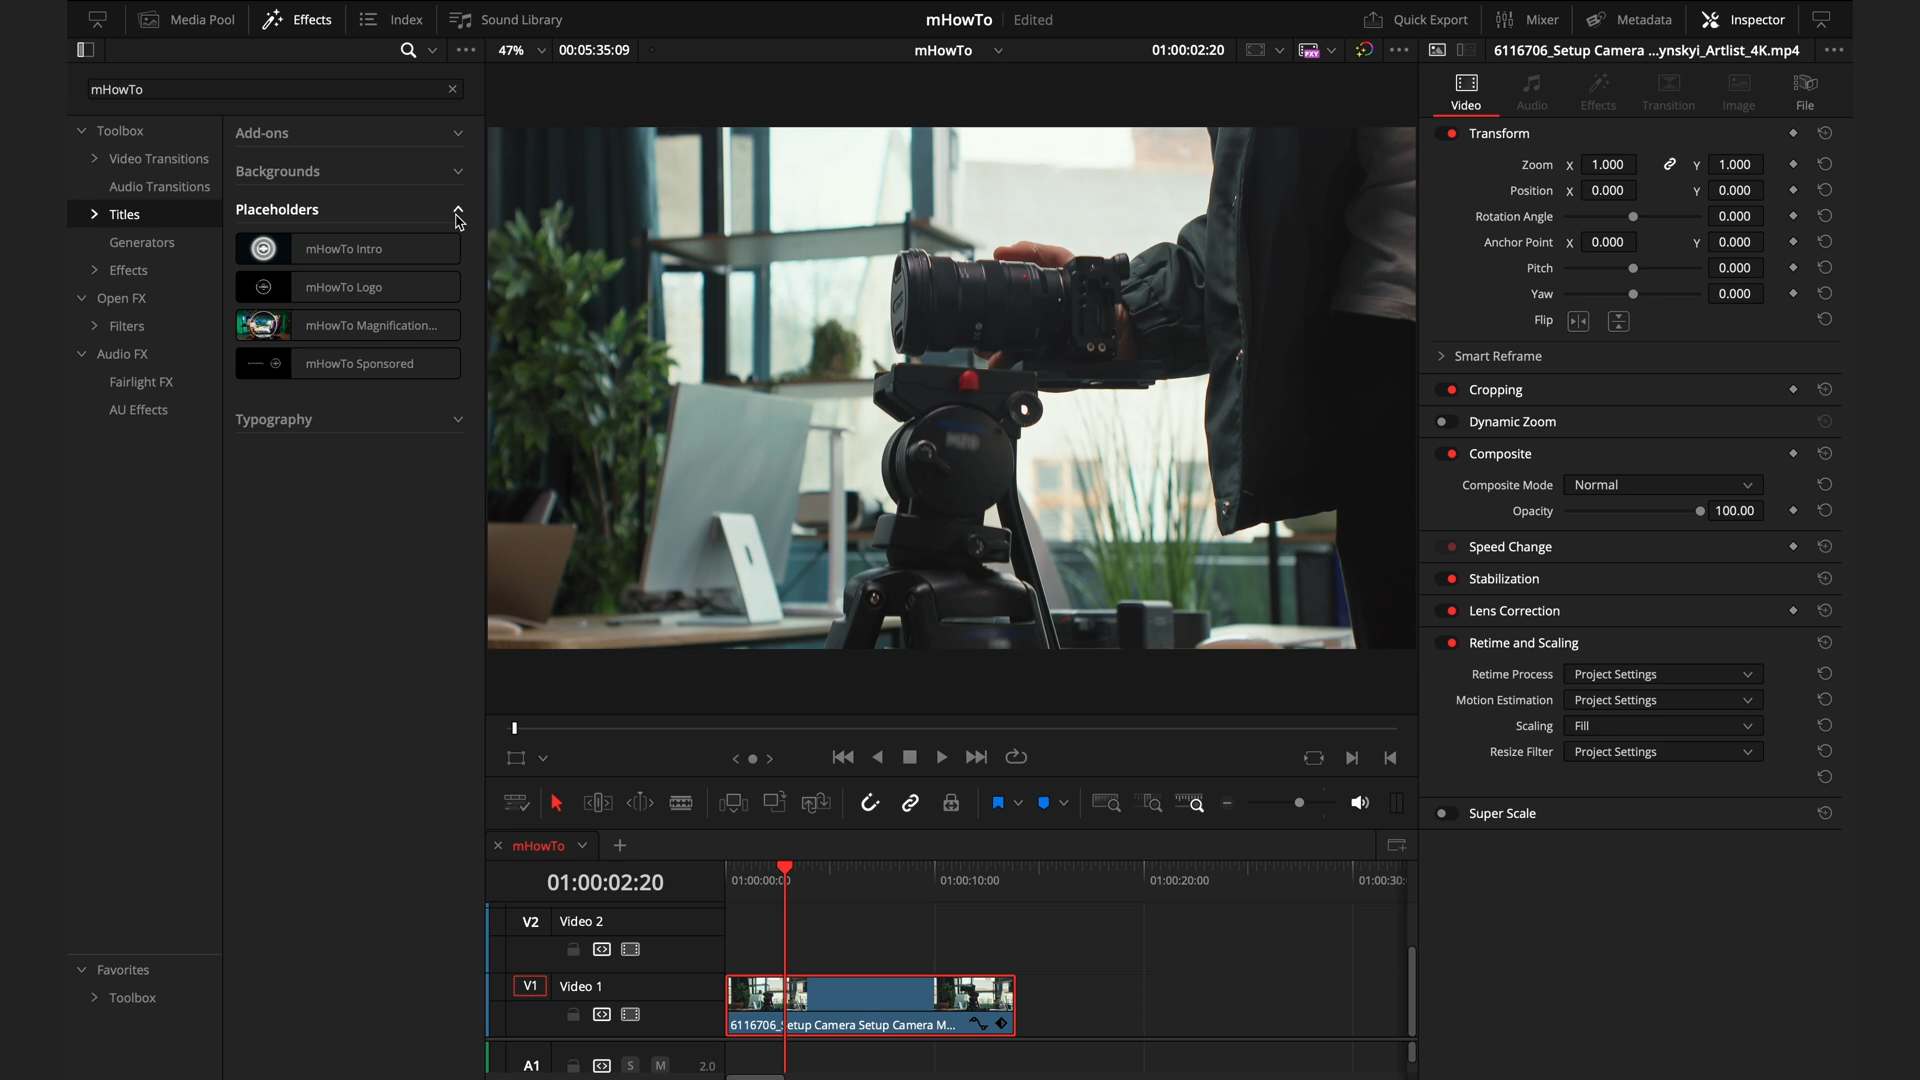 Media Pool Effects Index Sound Library mHowTo Edited Quick Export Mixer Metadata Inspector
47% 00:05:35:09 mHowTo 01:00:02:20 PXY 6116706_Setup Camera ...ynskyi_Artlist_4K.mp4
mHowTo
Toolbox
Video Transitions
Audio Transitions
Titles
Generators
Effects
Open FX
Filters
Audio FX
Fairlight FX
AU Effects
Favorites
Toolbox
Add-ons
Backgrounds
Placeholders
mHowTo Intro
mHowTo Logo
mHowTo Magnification...
mHowTo Sponsored
Typography
Video Audio Effects Transition Image File
Transform
Zoom X 1.000 Y 1.000
Position X 0.000 Y 0.000
Rotation Angle 0.000
Anchor Point X 0.000 Y 0.000
Pitch 0.000
Yaw 0.000
Flip
Smart Reframe
Cropping
Dynamic Zoom
Composite
Composite Mode Normal
Opacity 100.00
Speed Change
Stabilization
Lens Correction
Retime and Scaling
Retime Process Project Settings
Motion Estimation Project Settings
Scaling Fill
Resize Filter Project Settings
Super Scale
mHowTo
01:00:02:20 01:00:00:00 01:00:10:00 01:00:20:00 01:00:30:
V2 Video 2
V1 Video 1
6116706_Setup Camera Setup Camera M...
A1 S M 2.0